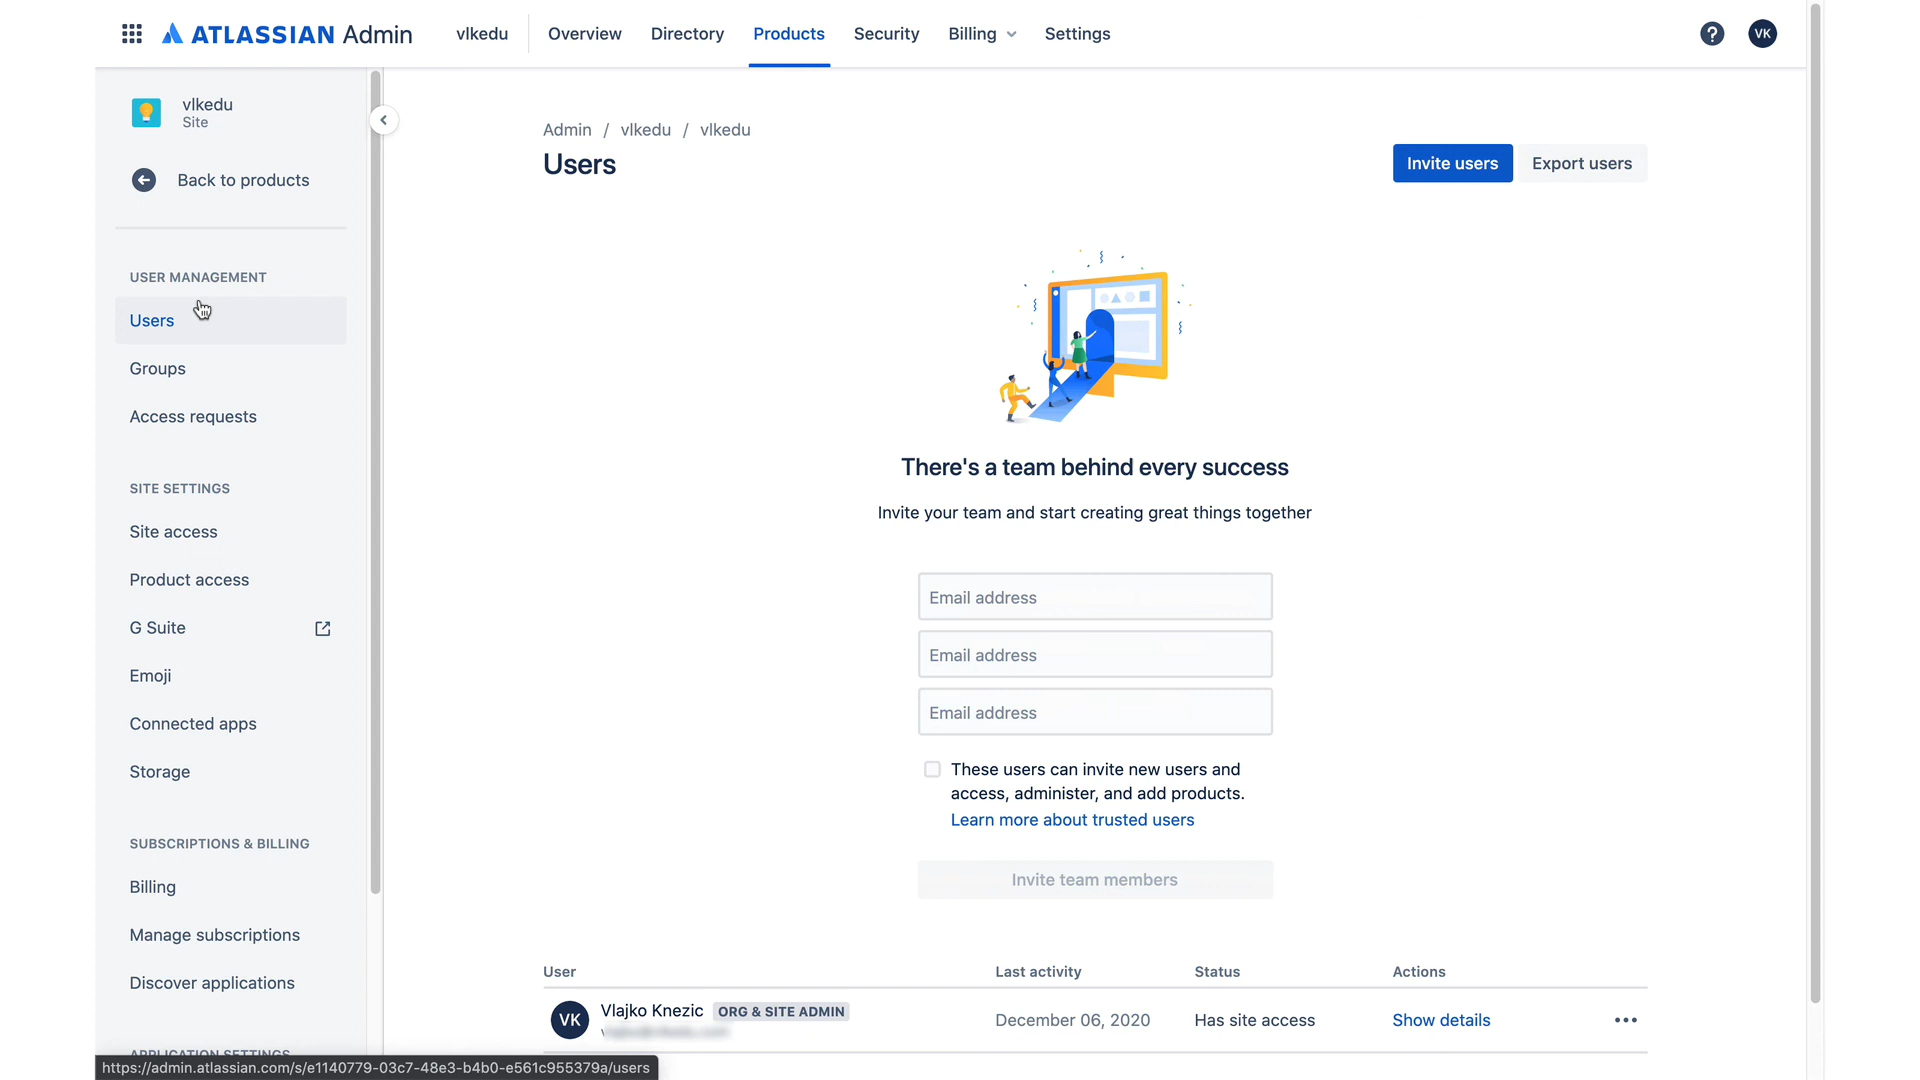 ATLASSIAN Admin
vlkedu
Overview
Directory
Products
Security
Billing
Settings
VK
vlkedu
Site
Back to products
USER MANAGEMENT
Users
Groups
Access requests
SITE SETTINGS
Site access
Product access
G Suite
Emoji
Connected apps
Storage
SUBSCRIPTIONS & BILLING
Billing
Manage subscriptions
Discover applications
APPLICATION SETTINGS
Admin / vlkedu / vlkedu
Users
Invite users
Export users
There's a team behind every success
Invite your team and start creating great things together
Email address
Email address
Email address
These users can invite new users and
access, administer, and add products.
Learn more about trusted users
Invite team members
User Last activity Status Actions
VK Vlajko Knezic ORG & SITE ADMIN December 06, 2020 Has site access Show details
https://admin.atlassian.com/s/e1140779-03c7-48e3-b4b0-e561c955379a/users